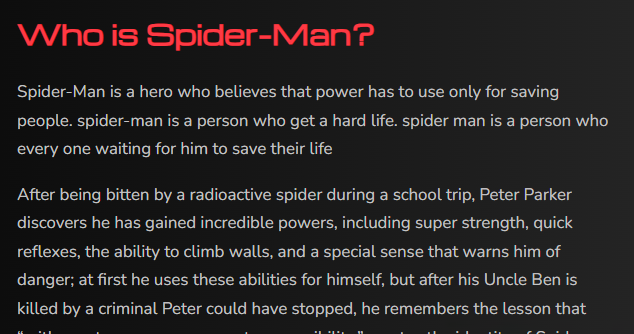 Who is Spider-Man?
Spider-Man is a hero who believes that power has to use only for saving
people. spider-man is a person who get a hard life. spider man is a person who
every one waiting for him to save their life
After being bitten by a radioactive spider during a school trip, Peter Parker
discovers he has gained incredible powers, including super strength, quick
reflexes, the ability to climb walls, and a special sense that warns him of
danger; at first he uses these abilities for himself, but after his Uncle Ben is
killed by a criminal Peter could have stopped, he remembers the lesson that